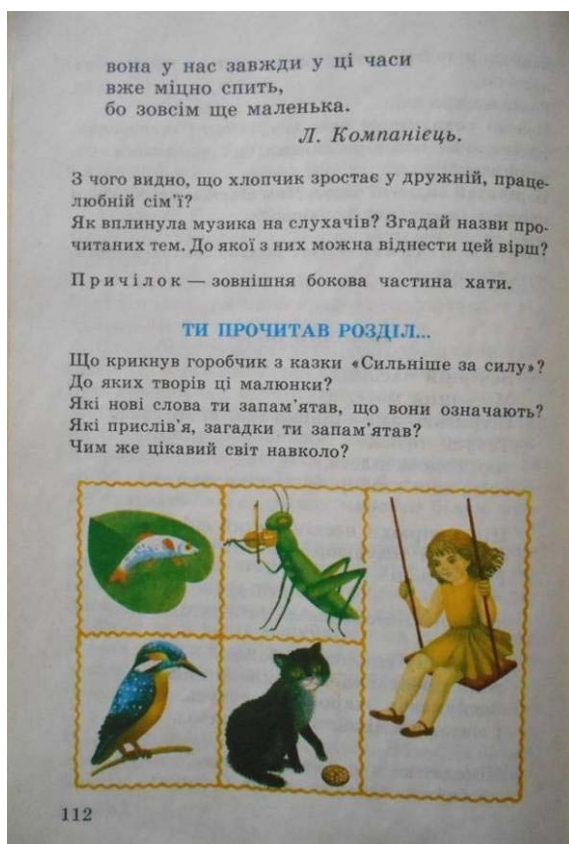 вона у нас завжди у ці часи
вже міцно спить,
бо зовсім ще маленька.
Л. Компанієць.
З чого видно, що хлопчик зростає у дружній, праце-
любній сім'ї?
Як вплинула музика на слухачів? Згадай назви про-
читаних тем. До якої з них можна віднести цей вірш?
Причілок — зовнішня бокова частина хати.
ТИ ПРОЧИТАВ РОЗДІЛ...
Що крикнув горобчик з казки «Сильніше за силу»?
До яких творів ці малюнки?
Які нові слова ти запам'ятав, що вони означають?
Які прислів'я, загадки ти запам'ятав?
Чим же цікавий світ навколо?
112